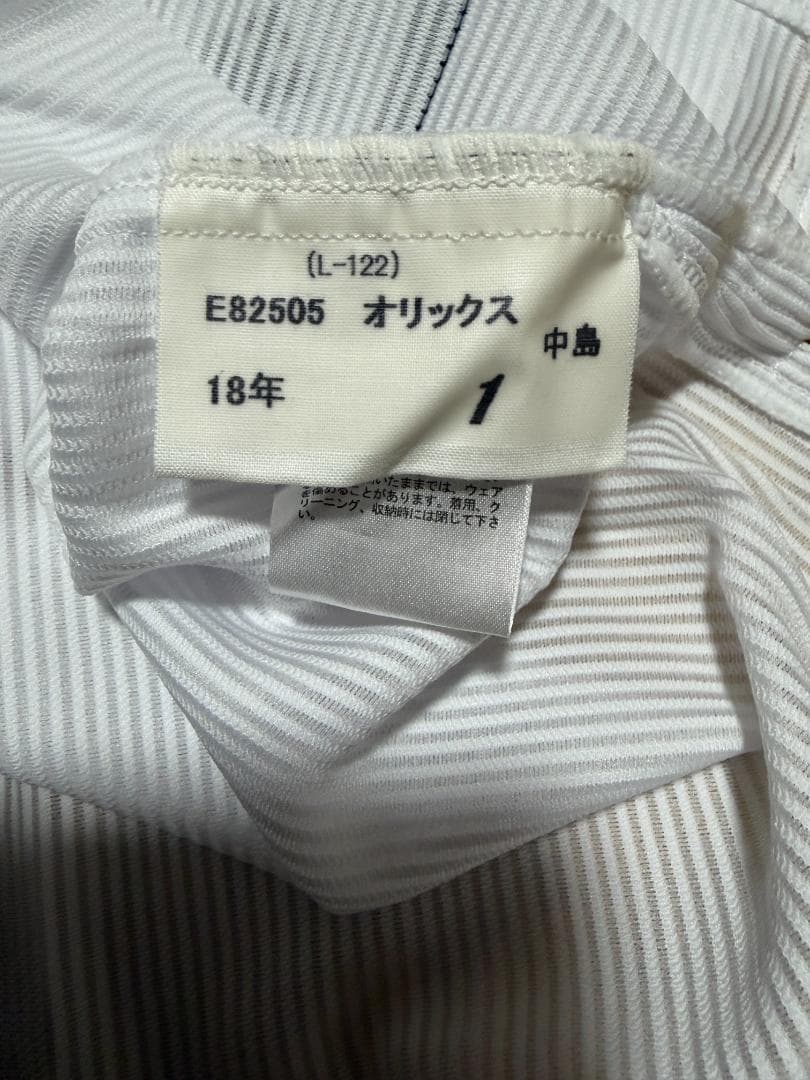 (L-122)
E82505 オリックス 中島
18年 1
いたままでは、ウェア
を傷めることがあります。着用、ク
リーニング、収納時には閉じて下さ
い。